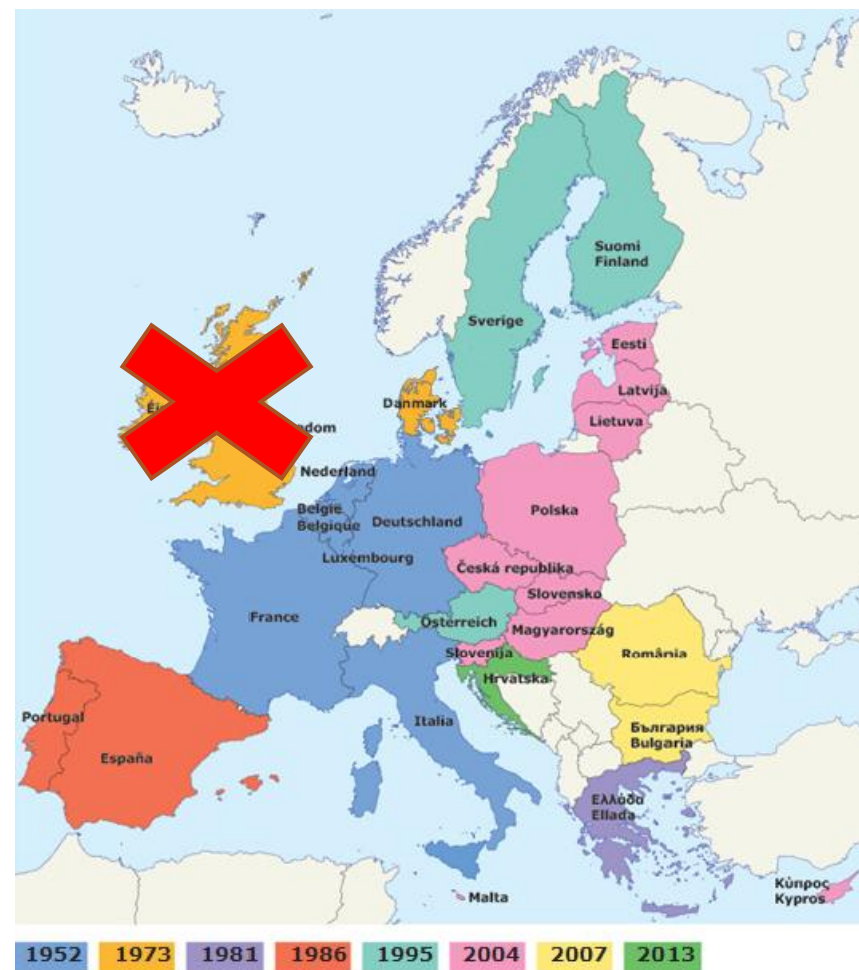 Suomi
Finland
Sverige
Eesti
Latvija
Lietuva
Danmark
Nederland
België
Belgique
Deutschland
Polska
Luxembourg
Česká republika
Slovensko
France
Österreich
Magyarország
Slovenija
România
Hrvatska
Portugal
Italia
България
Bulgaria
España
Ελλάδα
Ellada
Malta
Κύπρος
Kypros
1952 1973 1981 1986 1995 2004 2007 2013